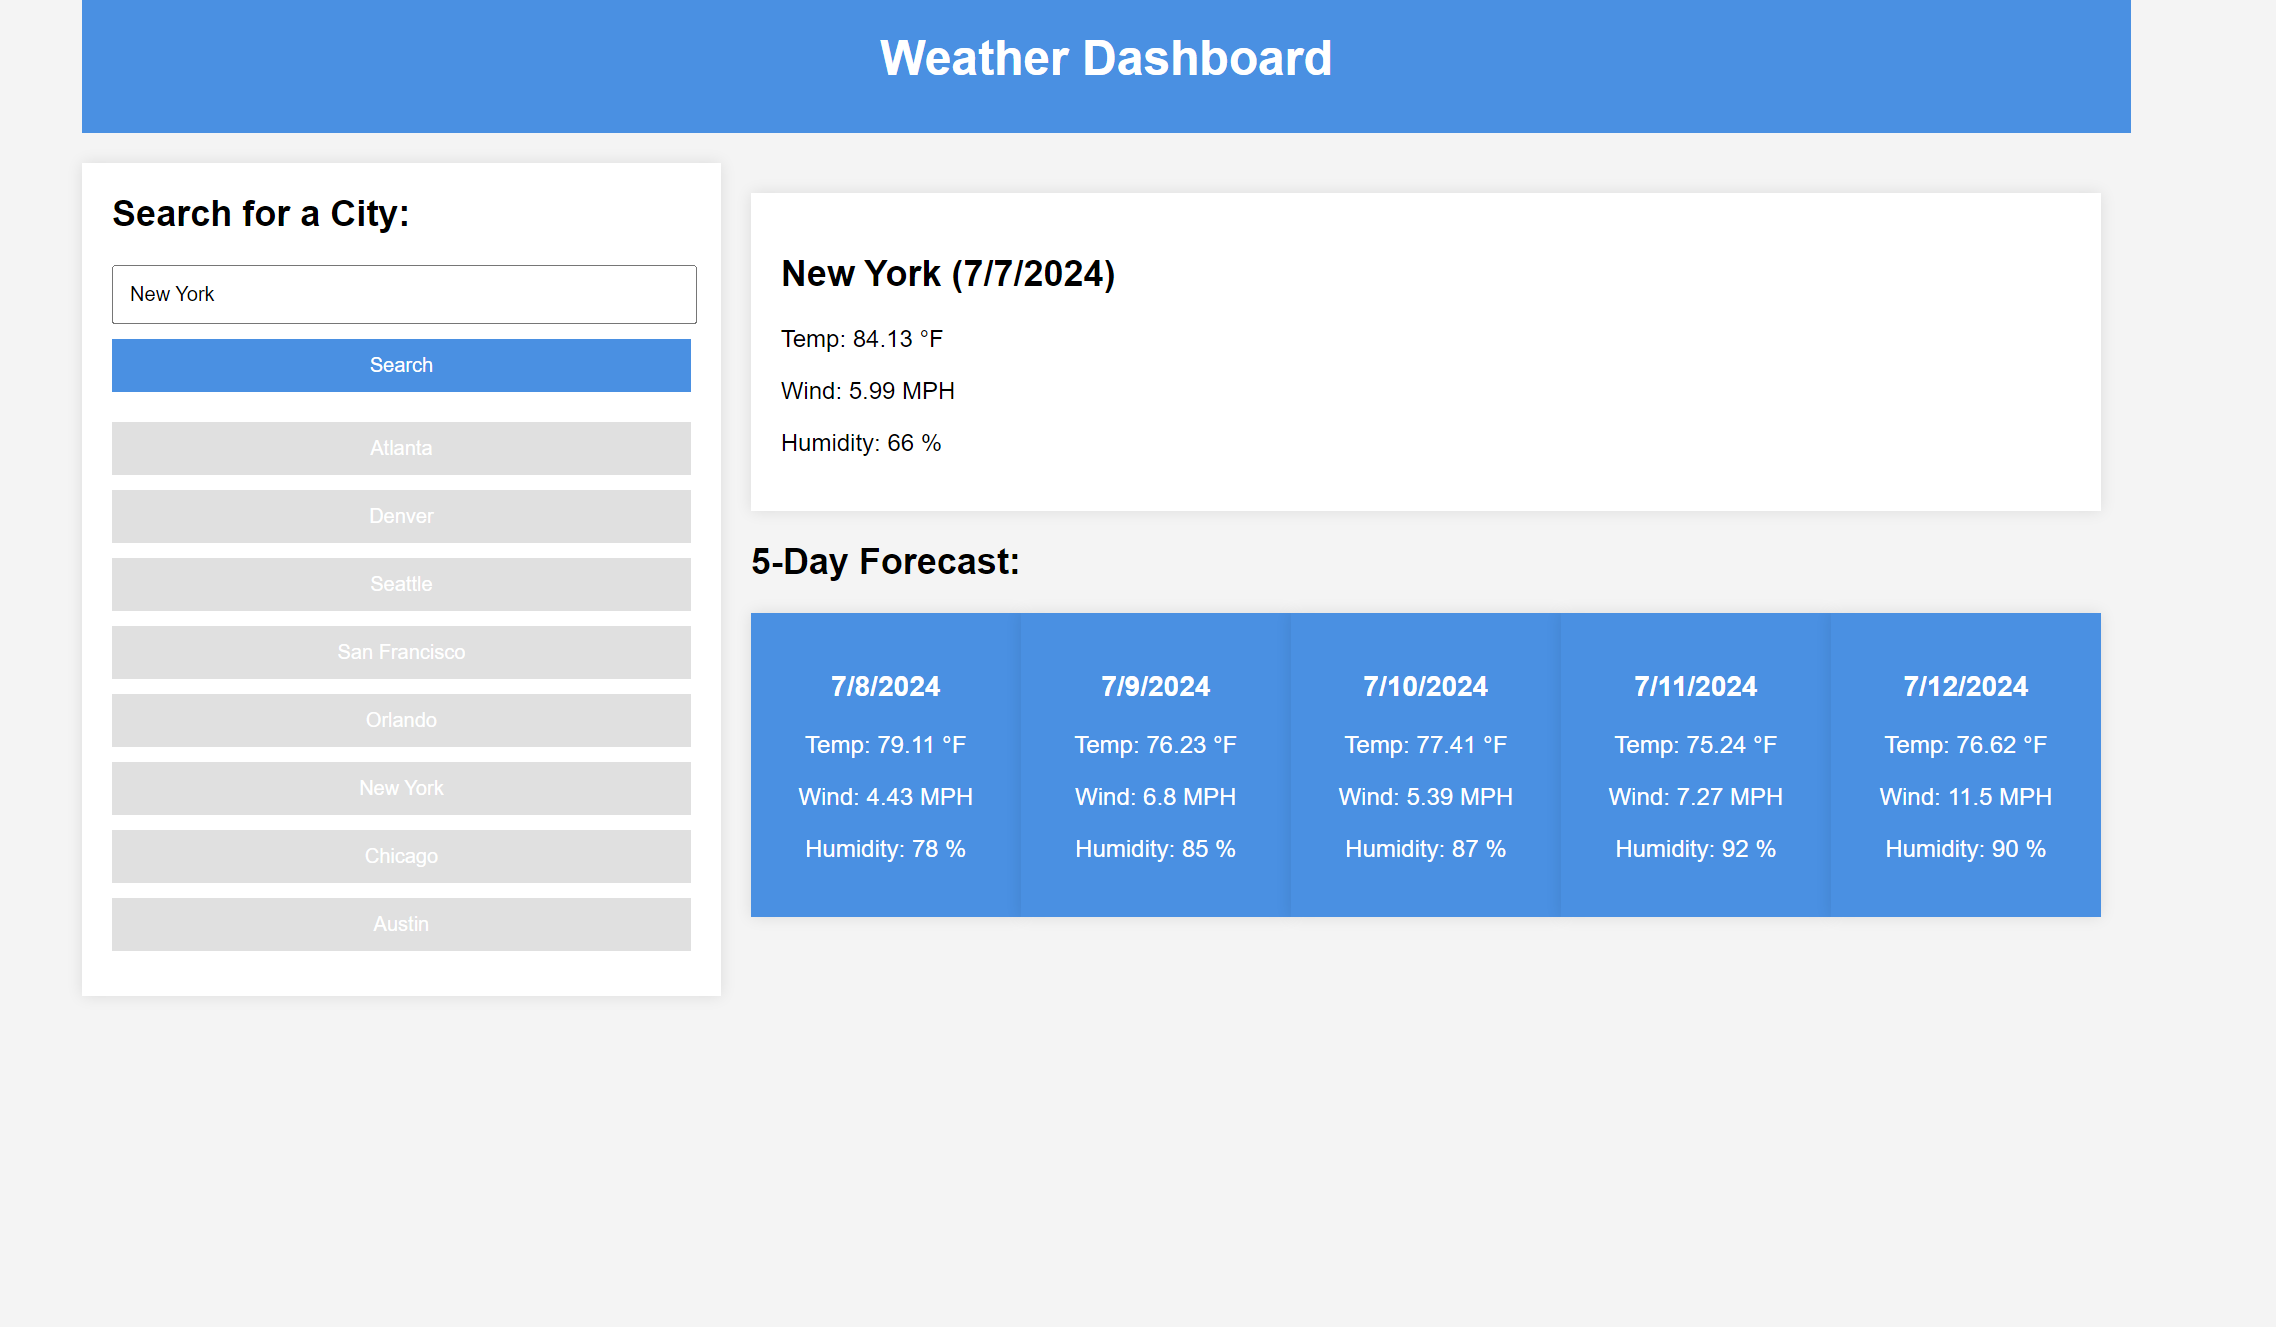 Weather Dashboard
Search for a City:
New York
Search
Atlanta
Denver
Seattle
San Francisco
Orlando
New York
Chicago
Austin
New York (7/7/2024)
Temp: 84.13 °F
Wind: 5.99 MPH
Humidity: 66 %
5-Day Forecast:
7/8/2024
Temp: 79.11 °F
Wind: 4.43 MPH
Humidity: 78 %
7/9/2024
Temp: 76.23 °F
Wind: 6.8 MPH
Humidity: 85 %
7/10/2024
Temp: 77.41 °F
Wind: 5.39 MPH
Humidity: 87 %
7/11/2024
Temp: 75.24 °F
Wind: 7.27 MPH
Humidity: 92 %
7/12/2024
Temp: 76.62 °F
Wind: 11.5 MPH
Humidity: 90 %